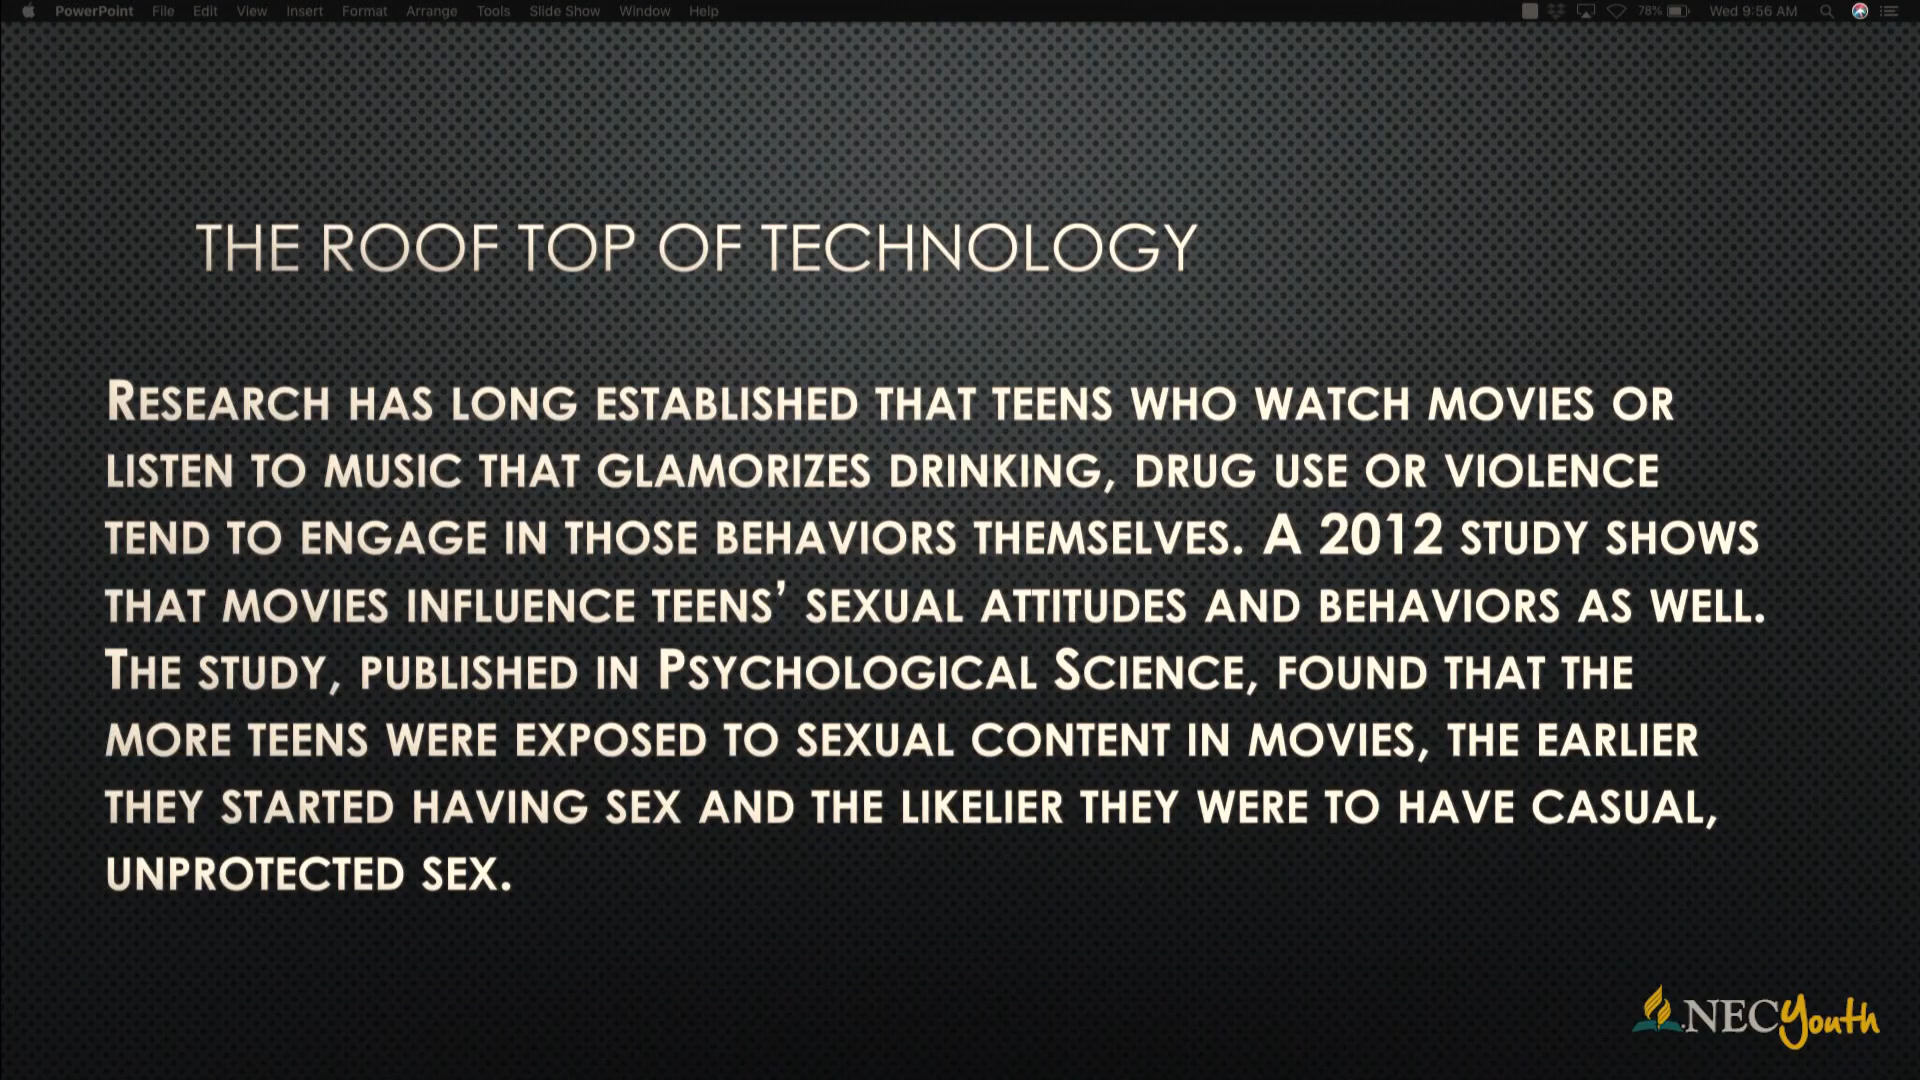 PowerPoint File Edit View Insert Format Arrange Tools Slide Show Window Help 78% Wed 9:56 AM
THE ROOF TOP OF TECHNOLOGY
RESEARCH HAS LONG ESTABLISHED THAT TEENS WHO WATCH MOVIES OR
LISTEN TO MUSIC THAT GLAMORIZES DRINKING, DRUG USE OR VIOLENCE
TEND TO ENGAGE IN THOSE BEHAVIORS THEMSELVES. A 2012 STUDY SHOWS
THAT MOVIES INFLUENCE TEENS’ SEXUAL ATTITUDES AND BEHAVIORS AS WELL.
THE STUDY, PUBLISHED IN PSYCHOLOGICAL SCIENCE, FOUND THAT THE
MORE TEENS WERE EXPOSED TO SEXUAL CONTENT IN MOVIES, THE EARLIER
THEY STARTED HAVING SEX AND THE LIKELIER THEY WERE TO HAVE CASUAL,
UNPROTECTED SEX.
NECYouth